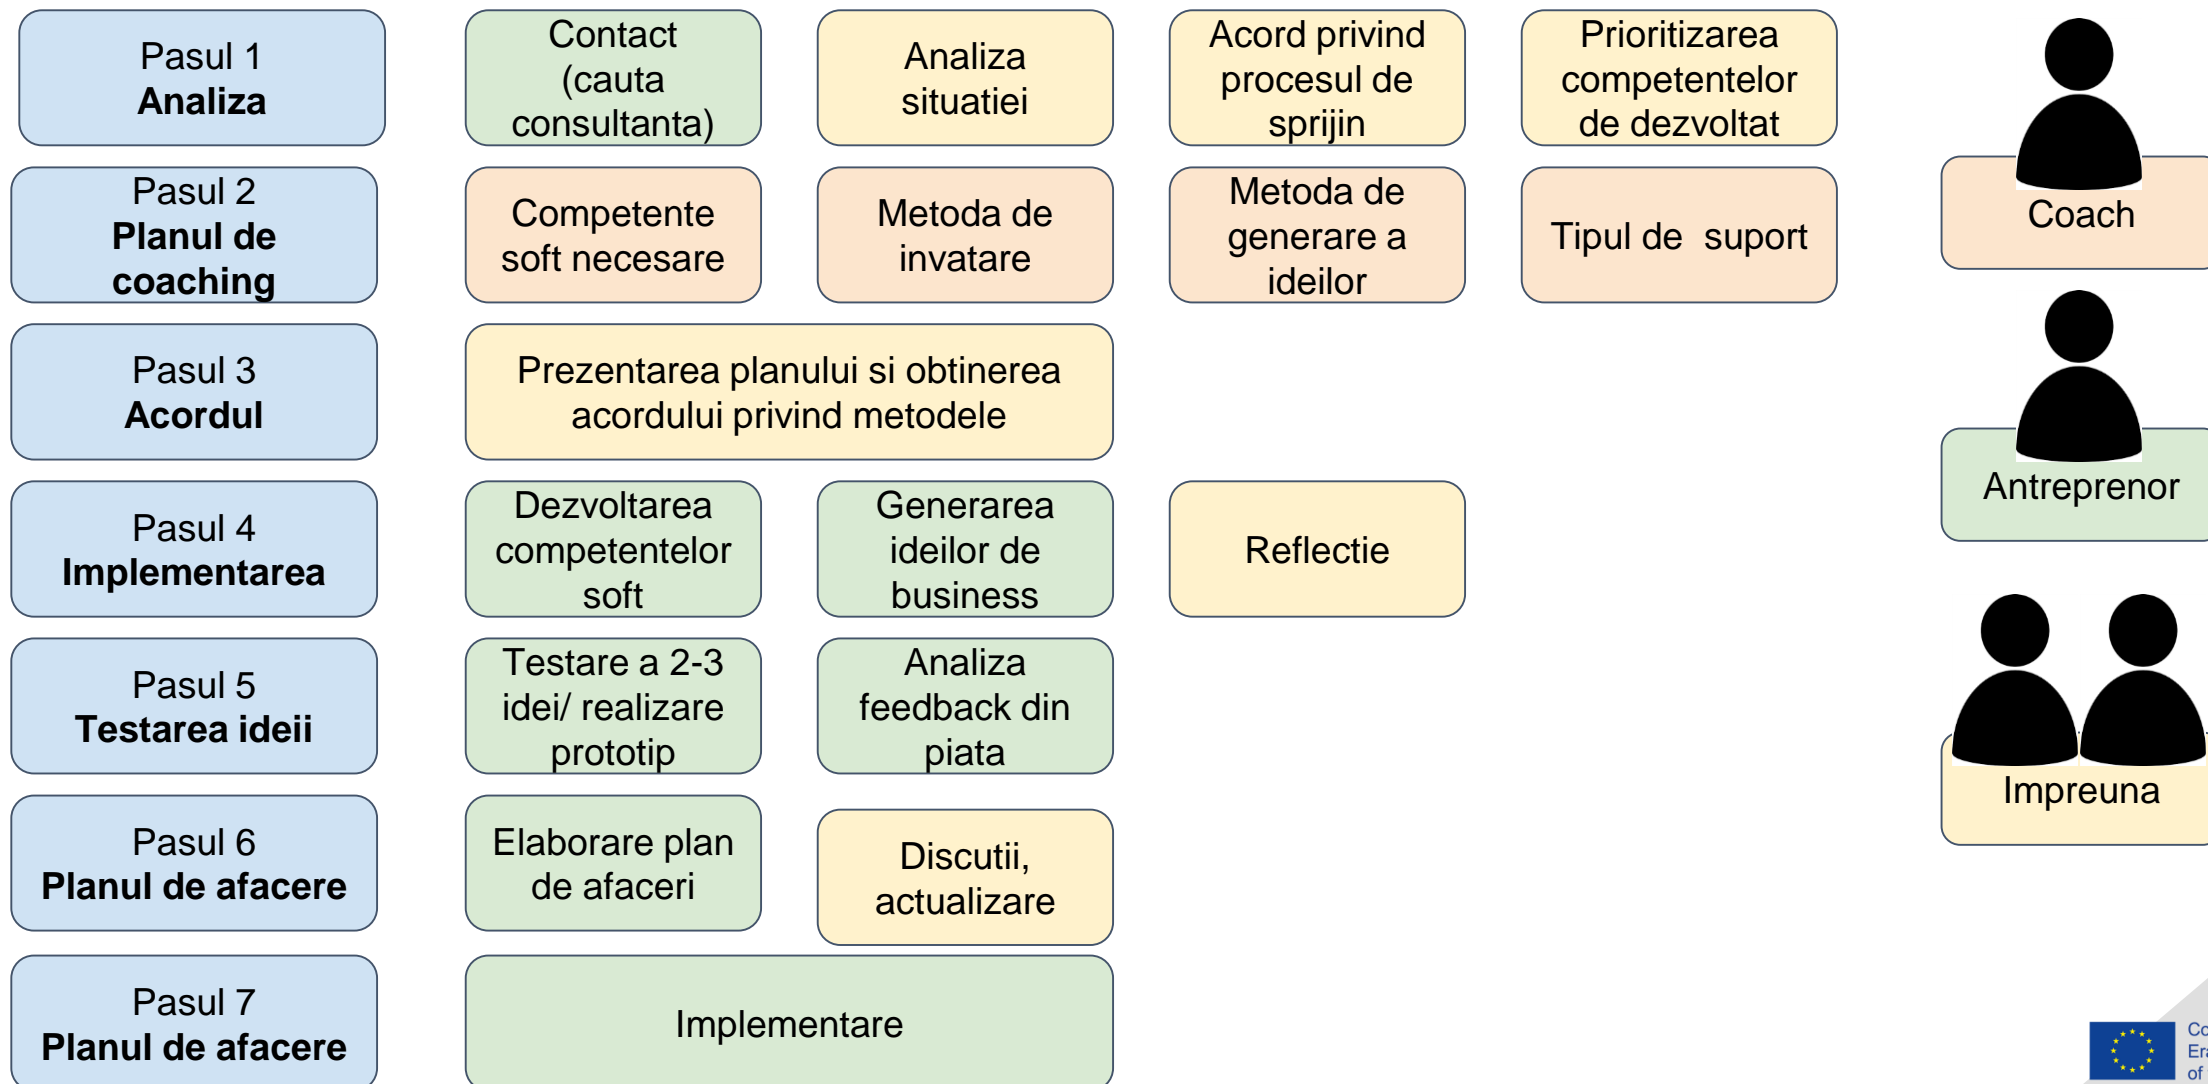 Pasul 1
Analiza
Contact
(cauta
consultanta)
Analiza
situatiei
Acord privind
procesul de
sprijin
Prioritizarea
competentelor
de dezvoltat
Coach
Pasul 2
Planul de
coaching
Competente
soft necesare
Metoda de
invatare
Metoda de
generare a
ideilor
Tipul de  suport
Pasul 3
Acordul
Prezentarea planului si obtinerea
acordului privind metodele
Antreprenor
Pasul 4
Implementarea
Dezvoltarea
competentelor
soft
Generarea
ideilor de
business
Reflectie
Pasul 5
Testarea ideii
Testare a 2-3
idei/ realizare
prototip
Analiza
feedback din
piata
Impreuna
Pasul 6
Planul de afacere
Elaborare plan
de afaceri
Discutii,
actualizare
Pasul 7
Planul de afacere
Implementare
of